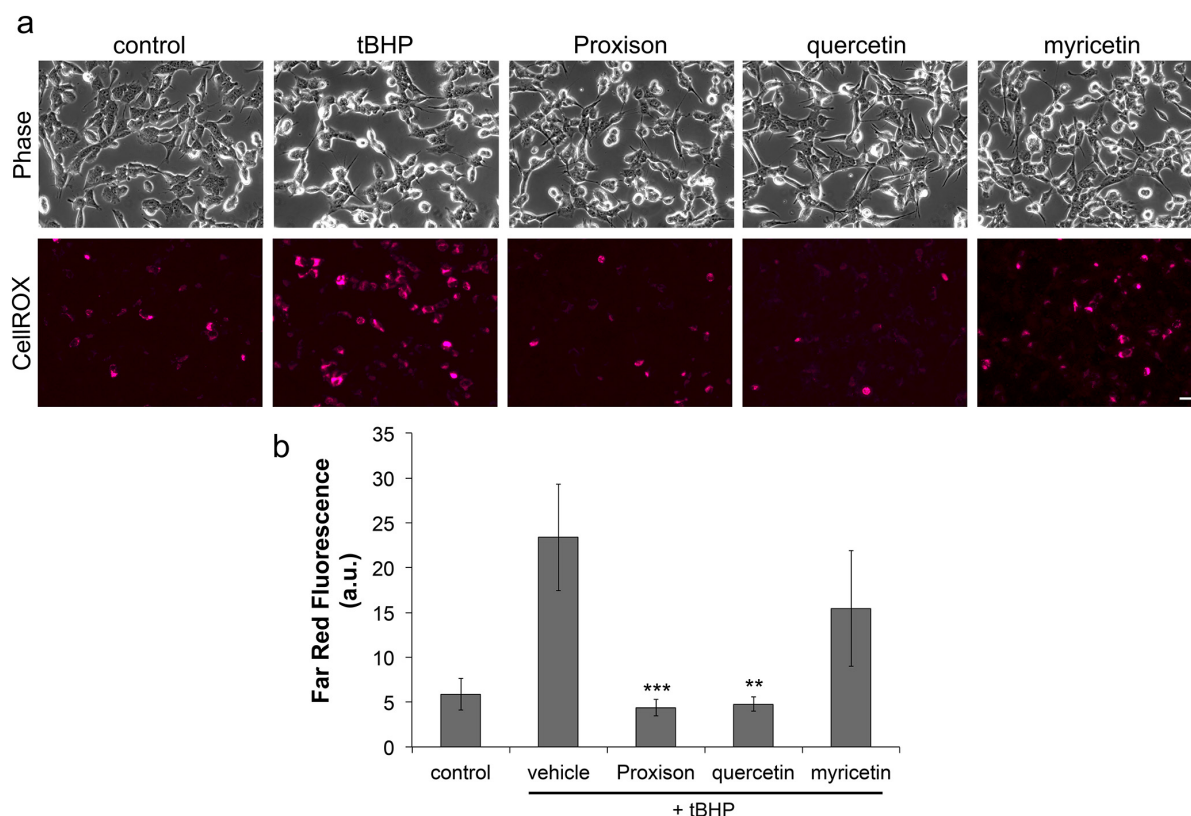 a
control tBHP Proxison quercetin myricetin
Phase
CellROX
b
Far Red Fluorescence
(a.u.)
35
30
25
20
15
10
5
0
*** **
control vehicle Proxison quercetin myricetin
+ tBHP